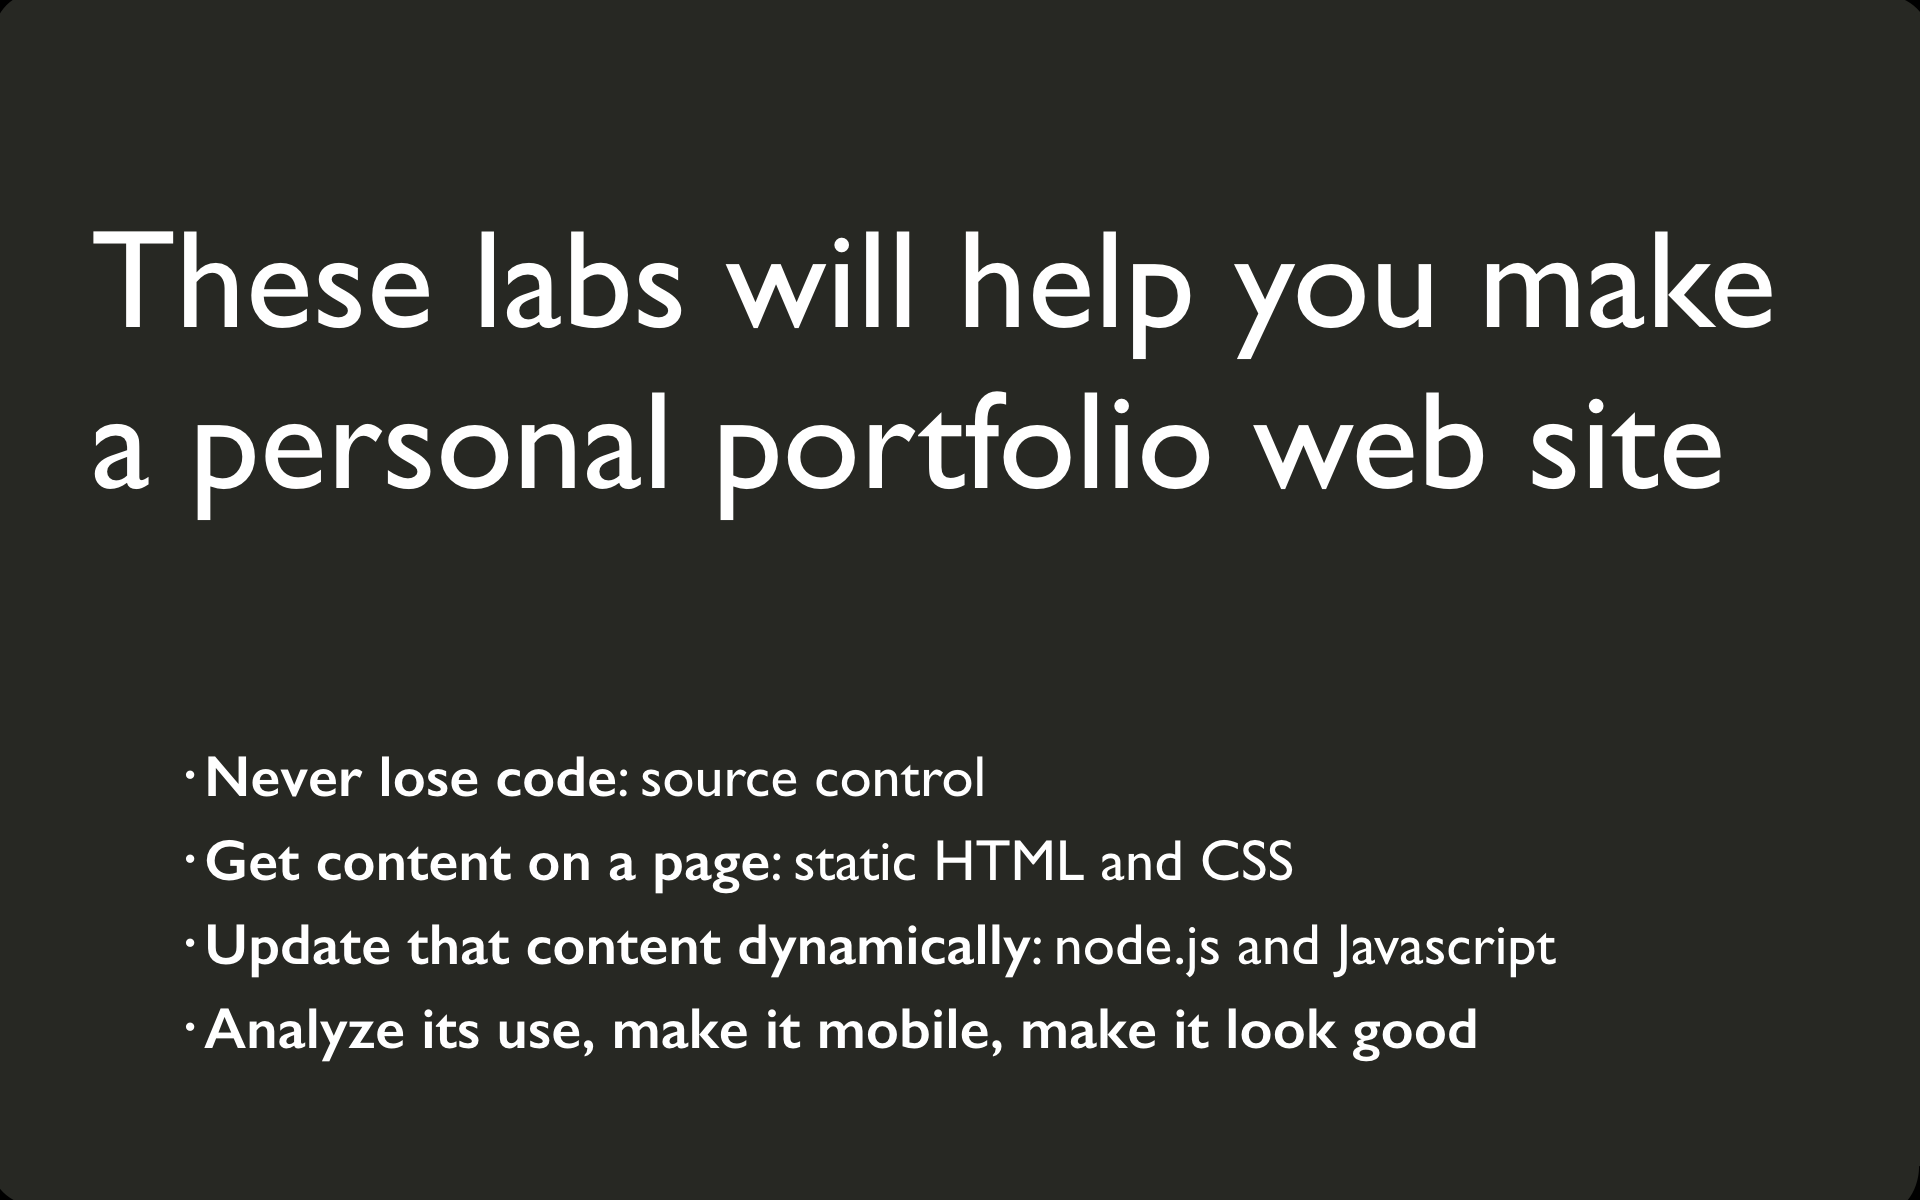 These labs will help you make
a personal portfolio web site
· Never lose code: source control
· Get content on a page: static HTML and CSS
· Update that content dynamically: node.js and Javascript
· Analyze its use, make it mobile, make it look good